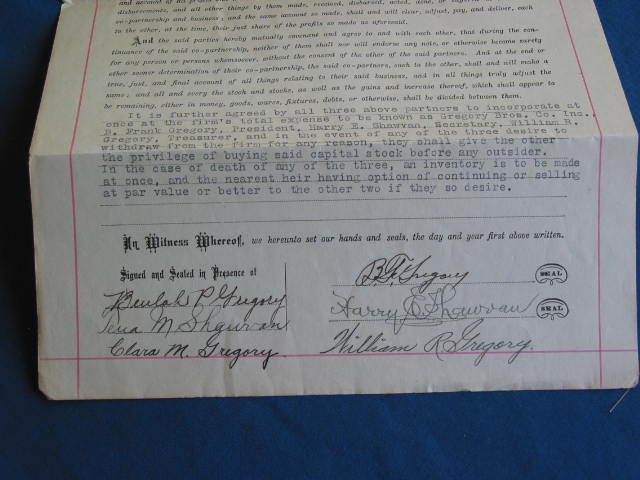 and account of all profits and
disbursements, and all other things by them made, received, disbursed, acted, done, or suffered in
co-partnership and business; and the same account so made, shall and will clear, adjust, pay, and deliver, each
to the other, at the time, their just share of the profits so made as aforesaid.
And the said parties hereby mutually covenant and agree to and with each other, that during the con-
tinuance of the said co-partnership, neither of them shall nor will endorse any note, or otherwise become surety
for any person or persons whomsoever, without the consent of the other of the said partners. And at the end or
other sooner determination of their co-partnership, the said co-partners, each to the other, shall and will make a
true, just, and final account of all things relating to their said business, and in all things truly adjust the
same; and all and every the stock and stocks, as well as the gains and increase thereof, which shall appear to
be remaining, either in money, goods, wares, fixtures, debts, or otherwise, shall be divided between them.
It is further agreed by all three above partners to incorporate at
once at the firm's total expense to be known as Gregory Bros. Co. Inc.
B. Frank Gregory, President, Harry E. Shawvan, Secretary, William R.
Gregory, Treasurer, and in the event of any of the three desire to
withdraw from the firm for any reason, they shall give the other
the privilege of buying said capital stock before any outsider.
In the case of death of any of the three, an inventory is to be made
at once, and the nearest heir having option of continuing or selling
at par value or better to the other two if they so desire.
In Witness Whereof, we hereunto set our hands and seals, the day and year first above written.
Signed and Sealed in Presence of
B F Gregory SEAL
Beulah P. Gregory
Harry E Shawvan SEAL
Lena M. Shawvan
William R Gregory.
Clara M. Gregory.